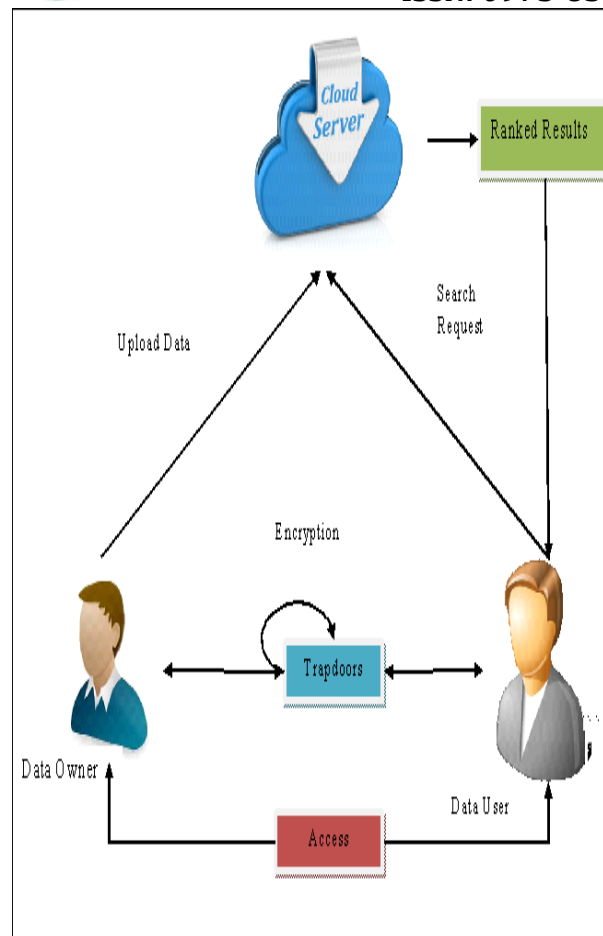 Cloud
Server
Ranked Results
Search
Request
Upload Data
Encryption
Trapdoors
Data Owner
Data User
Access